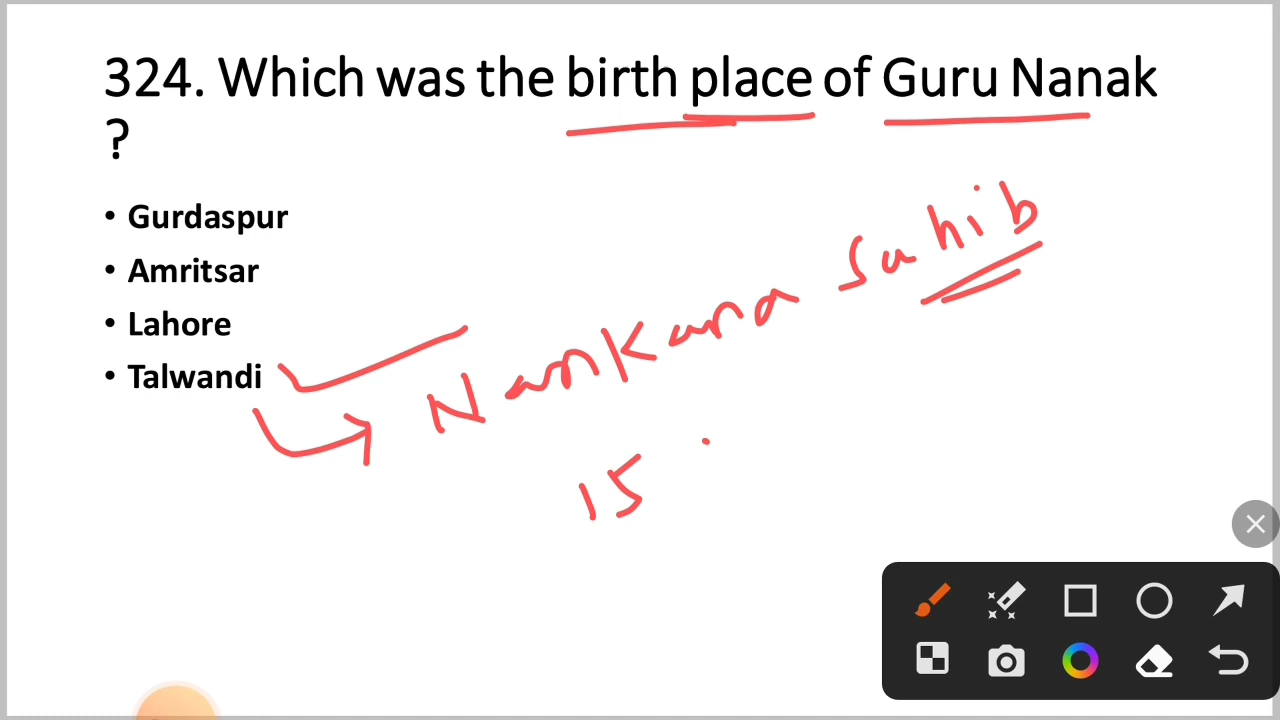 324. Which was the birth place of Guru Nanak
?
• Gurdaspur
• Amritsar
• Lahore
• Talwandi
Nankana Sahib
15